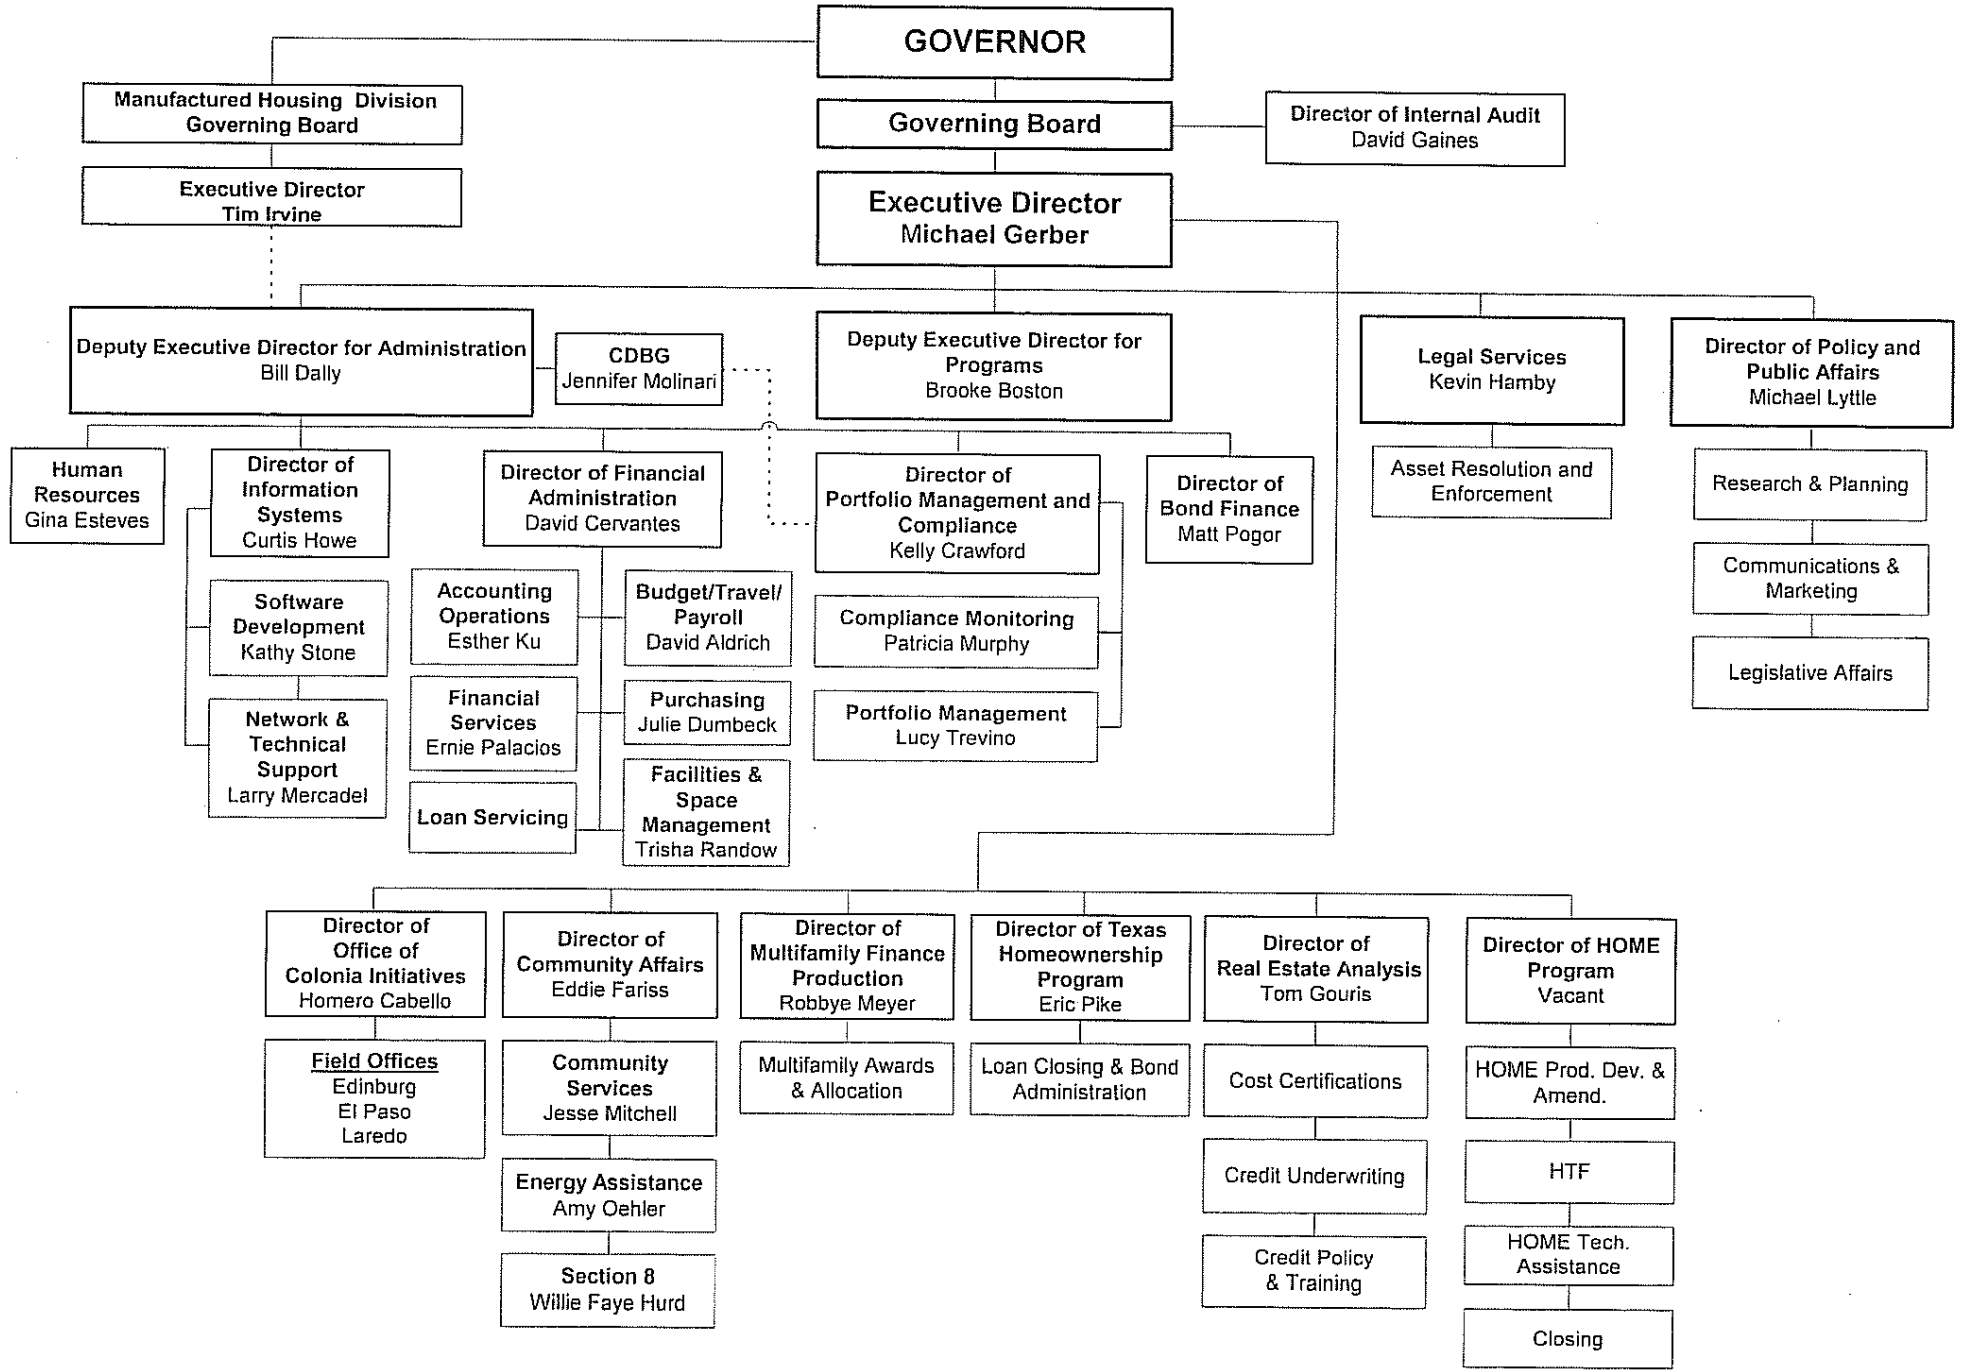 GOVERNOR
Manufactured Housing Division
Governing Board
Governing Board
Director of Internal Audit
David Gaines
Executive Director
Tim Irvine
Executive Director
Michael Gerber
Deputy Executive Director for Administration
Bill Dally
CDBG
Jennifer Molinari
Deputy Executive Director for
Programs
Brooke Boston
Legal Services
Kevin Hamby
Director of Policy and
Public Affairs
Michael Lyttle
Human
Resources
Gina Esteves
Director of
Information
Systems
Curtis Howe
Director of Financial
Administration
David Cervantes
Director of
Portfolio Management and
Compliance
Kelly Crawford
Director of
Bond Finance
Matt Pogor
Asset Resolution and
Enforcement
Research & Planning
Communications &
Marketing
Legislative Affairs
Software
Development
Kathy Stone
Network &
Technical
Support
Larry Mercadel
Accounting
Operations
Esther Ku
Budget/Travel/
Payroll
David Aldrich
Financial
Services
Ernie Palacios
Purchasing
Julie Dumbeck
Loan Servicing
Facilities &
Space
Management
Trisha Randow
Compliance Monitoring
Patricia Murphy
Portfolio Management
Lucy Trevino
Director of
Office of
Colonia Initiatives
Homero Cabello
Director of
Community Affairs
Eddie Fariss
Director of
Multifamily Finance
Production
Robbye Meyer
Director of Texas
Homeownership
Program
Eric Pike
Director of
Real Estate Analysis
Tom Gouris
Director of HOME
Program
Vacant
Field Offices
Edinburg
El Paso
Laredo
Community
Services
Jesse Mitchell
Energy Assistance
Amy Oehler
Section 8
Willie Faye Hurd
Multifamily Awards
& Allocation
Loan Closing & Bond
Administration
Cost Certifications
Credit Underwriting
Credit Policy
& Training
HOME Prod. Dev. &
Amend.
HTF
HOME Tech.
Assistance
Closing